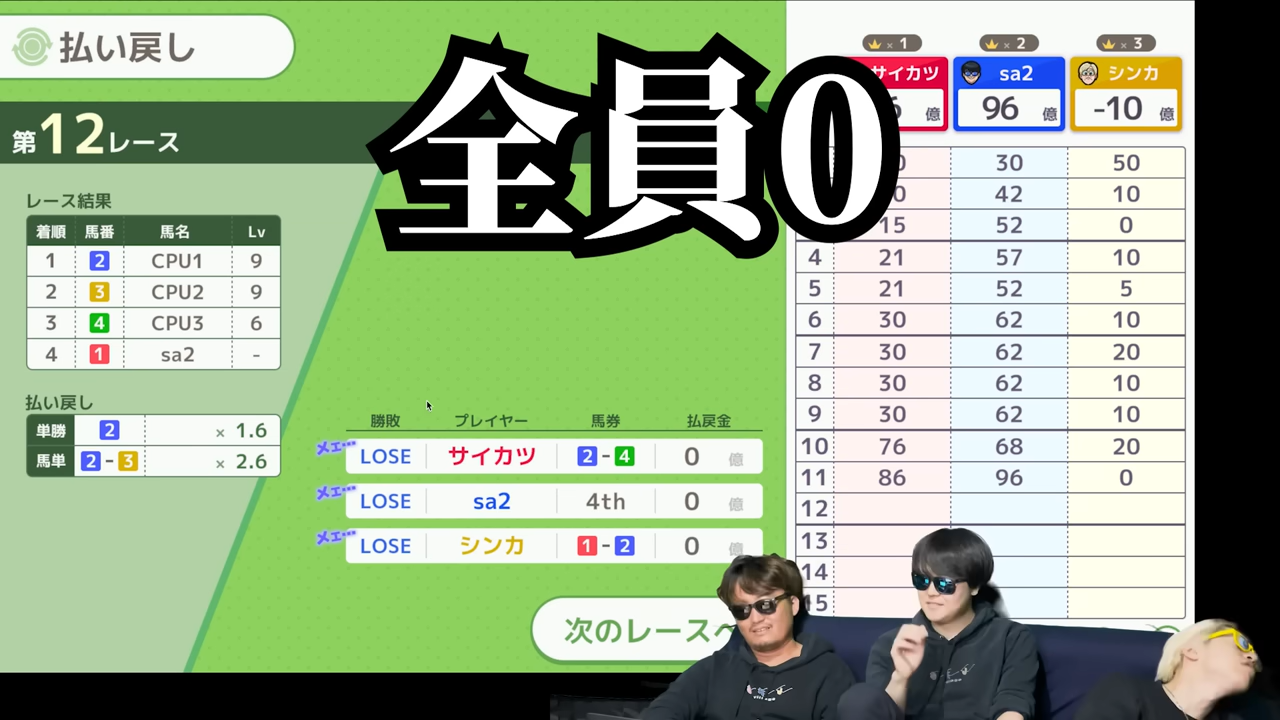 払い戻し
全員0
第12レース
レース結果
着順 馬番 馬名 Lv
1 2 CPU1 9
2 3 CPU2 9
3 4 CPU3 6
4 1 sa2 -
払い戻し
単勝 2 × 1.6
馬単 2 - 3 × 2.6
勝敗 プレイヤー 馬券 払戻金
メェ… LOSE サイカツ 2 - 4 0 億
メェ… LOSE sa2 4th 0 億
メェ… LOSE シンカ 1 - 2 0 億
次のレースへ
× 1 × 2 × 3
サイカツ sa2 シンカ
億 96 億 -10 億
30 50
42 10
15 52 0
4 21 57 10
5 21 52 5
6 30 62 10
7 30 62 20
8 30 62 10
9 30 62 10
10 76 68 20
11 86 96 0
12
13
14
15